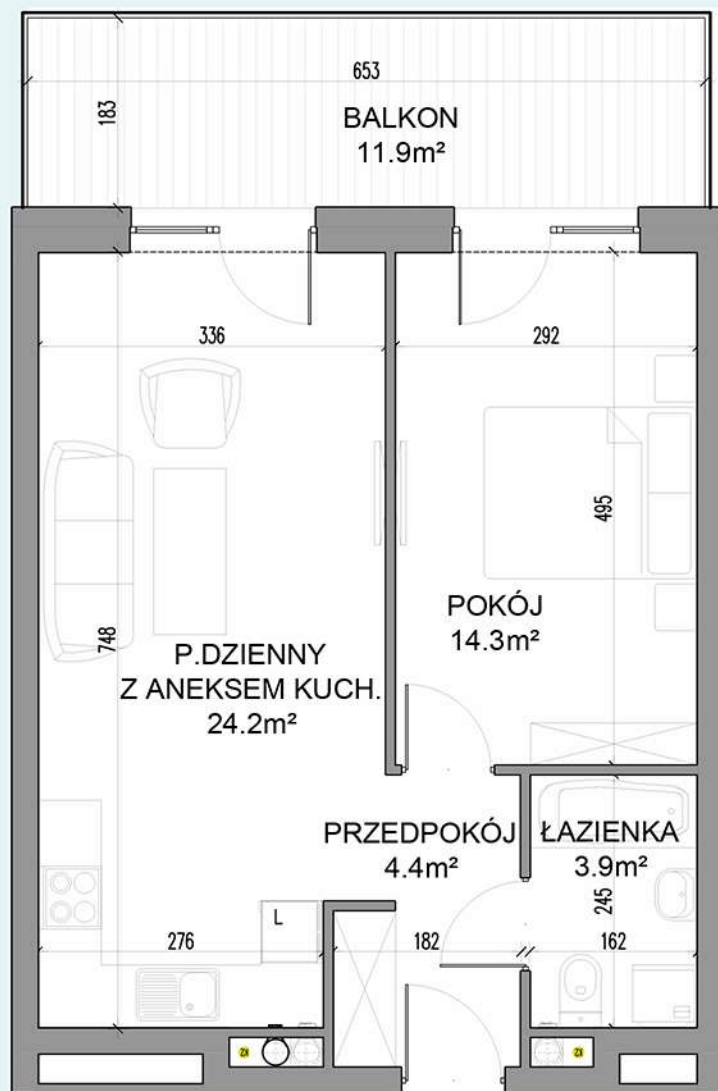 653
183
BALKON
11.9m²
336
292
495
748
POKÓJ
14.3m²
P.DZIENNY
Z ANEKSEM KUCH.
24.2m²
PRZEDPOKÓJ
4.4m²
ŁAZIENKA
3.9m²
245
L
276
182
162